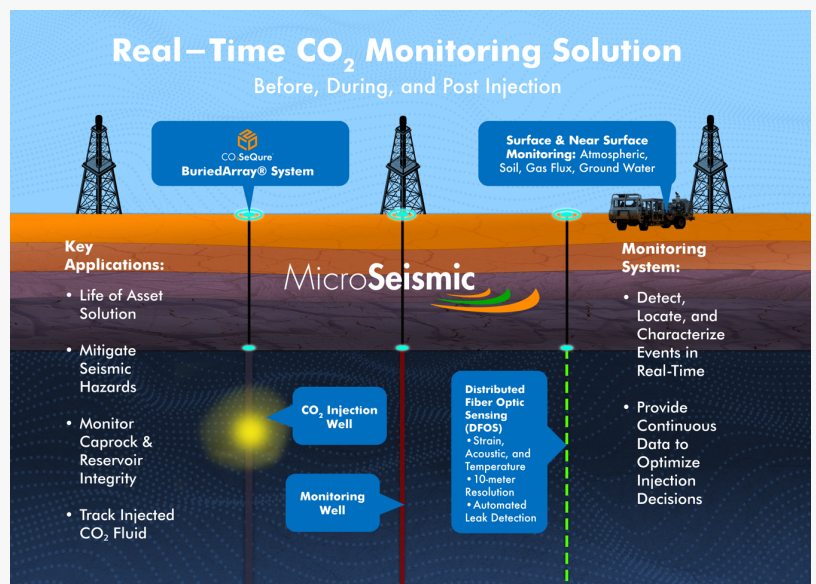 Real–Time CO₂ Monitoring Solution
Before, During, and Post Injection
CO₂SeQure
BuriedArray® System
Surface & Near Surface
Monitoring: Atmospheric,
Soil, Gas Flux, Ground Water
Key
Applications:
• Life of Asset
Solution
• Mitigate
Seismic
Hazards
• Monitor
Caprock &
Reservoir
Integrity
• Track Injected
CO₂ Fluid
MicroSeismic
CO₂ Injection
Well
Monitoring
Well
Distributed
Fiber Optic
Sensing
(DFOS)
• Strain,
Acoustic, and
Temperature
• 10-meter
Resolution
• Automated
Leak Detection
Monitoring
System:
• Detect,
Locate, and
Characterize
Events in
Real-Time
• Provide
Continuous
Data to
Optimize
Injection
Decisions